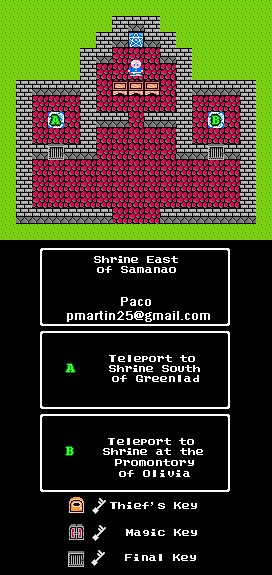 A
B
Shrine East
of Samanao
Paco
pmartin25@gmail.com
A
Teleport to
Shrine South
of Greenlad
B
Teleport to
Shrine at the
Promontory
of Olivia
Thief's Key
Magic Key
Final Key